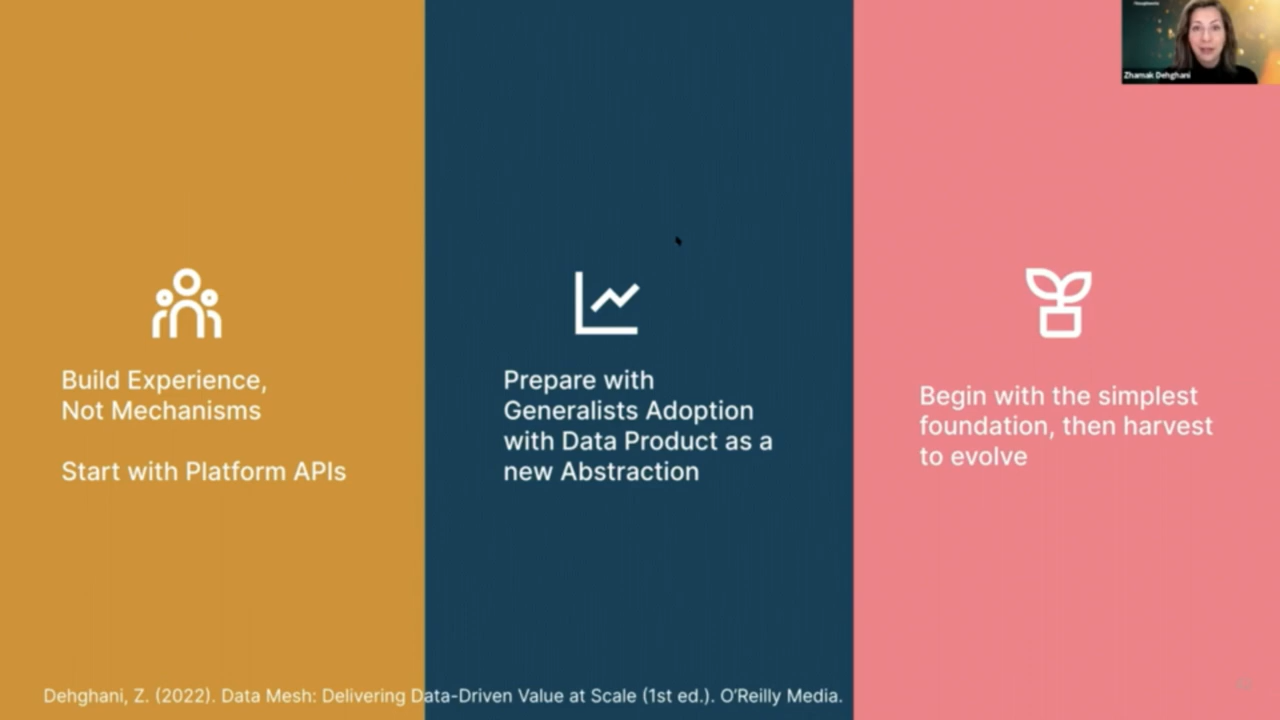 Zhamak Dehghani
Build Experience,
Not Mechanisms
Start with Platform APIs
Prepare with
Generalists Adoption
with Data Product as a
new Abstraction
Begin with the simplest
foundation, then harvest
to evolve
Dehghani, Z. (2022). Data Mesh: Delivering Data-Driven Value at Scale (1st ed.). O’Reilly Media.